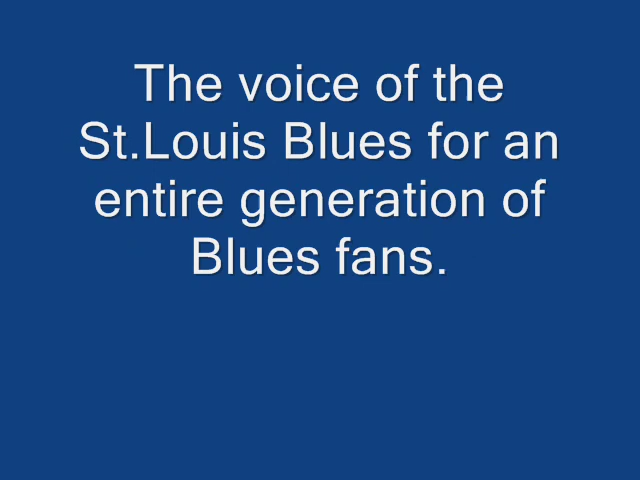 The voice of the
St.Louis Blues for an
entire generation of
Blues fans.